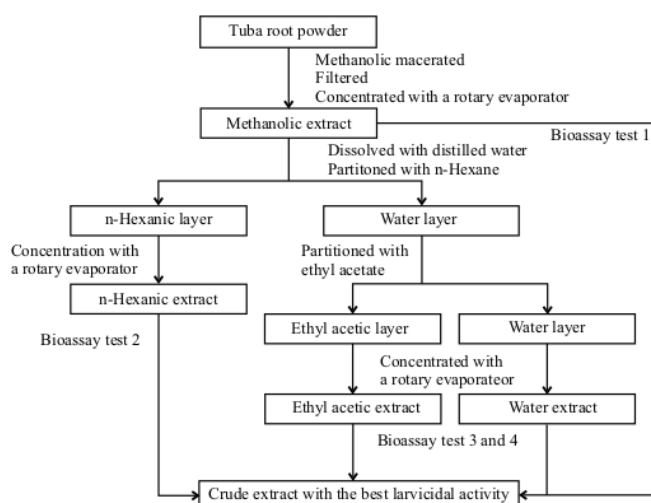 Tuba root powder
Methanolic macerated
Filtered
Concentrated with a rotary evaporator
Methanolic extract
Bioassay test 1
Dissolved with distilled water
Partitoned with n-Hexane
n-Hexanic layer
Water layer
Concentration with
a rotary evaporator
Partitioned with
ethyl acetate
n-Hexanic extract
Bioassay test 2
Ethyl acetic layer
Water layer
Concentrated with
a rotary evaporateor
Ethyl acetic extract
Water extract
Bioassay test 3 and 4
Crude extract with the best larvicidal activity